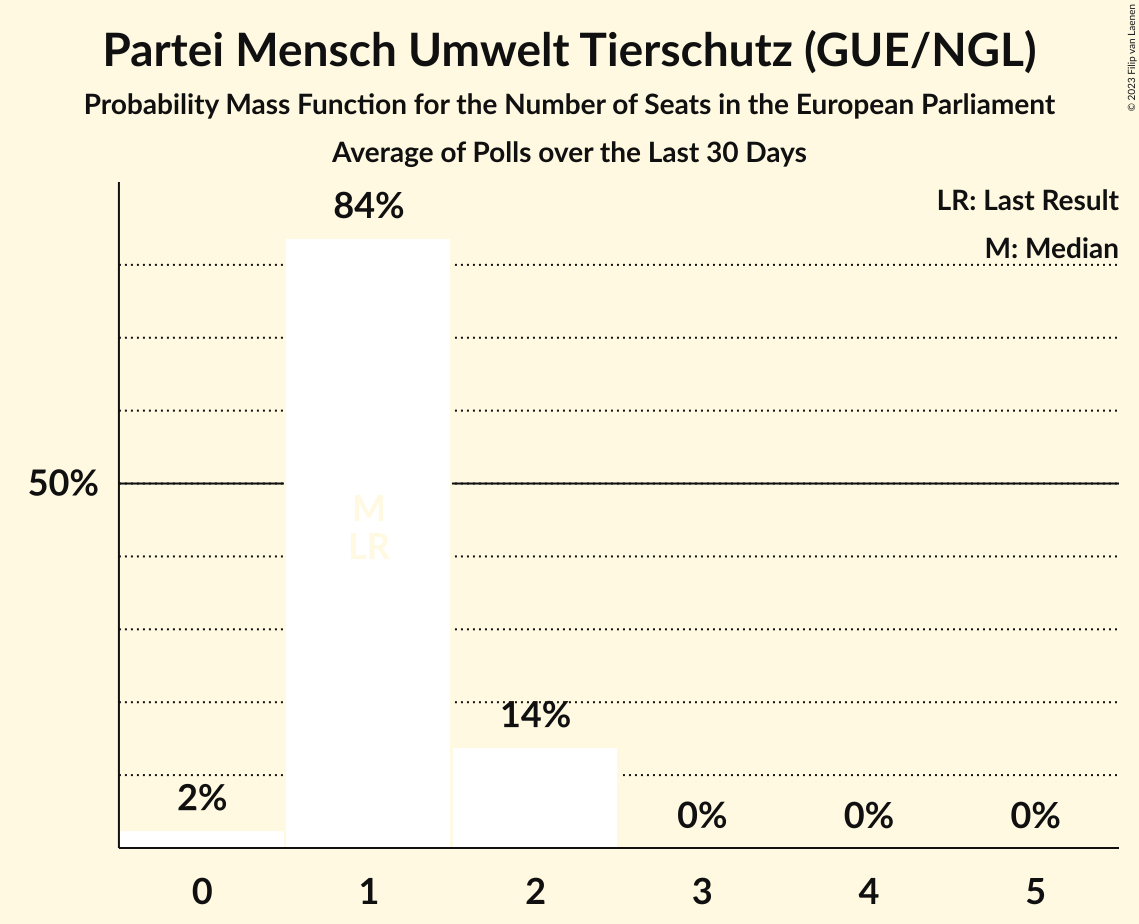 Partei Mensch Umwelt Tierschutz (GUE/NGL)
Probability Mass Function for the Number of Seats in the European Parliament
Average of Polls over the Last 30 Days
© 2023 Filip van Laenen
LR: Last Result
M: Median
84%
50%
M
LR
14%
2%
0%
0%
0%
0
1
2
3
4
5